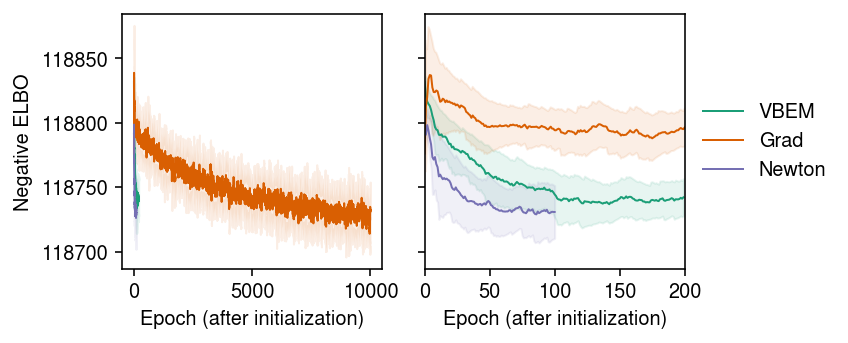 Negative ELBO
118850
118800
118750
118700
0
5000
10000
Epoch (after initialization)
0
50
100
150
200
Epoch (after initialization)
VBEM
Grad
Newton